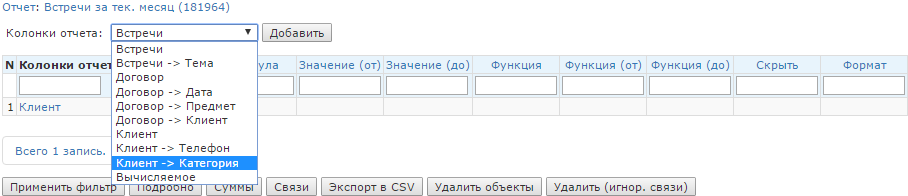 Отчет: Встречи за тек. месяц (181964)
Колонки отчета: Встречи Добавить
Встречи
Встречи -> Тема
Договор
Договор -> Дата
Договор -> Предмет
Договор -> Клиент
Клиент
Клиент -> Телефон
Клиент -> Категория
Вычисляемое
N Колонки отчет ула Значение (от) Значение (до) Функция Функция (от) Функция (до) Скрыть Формат
1 Клиент
Всего 1 запись.
Применить фильтр Подробно Суммы Связи Экспорт в CSV Удалить объекты Удалить (игнор. связи)